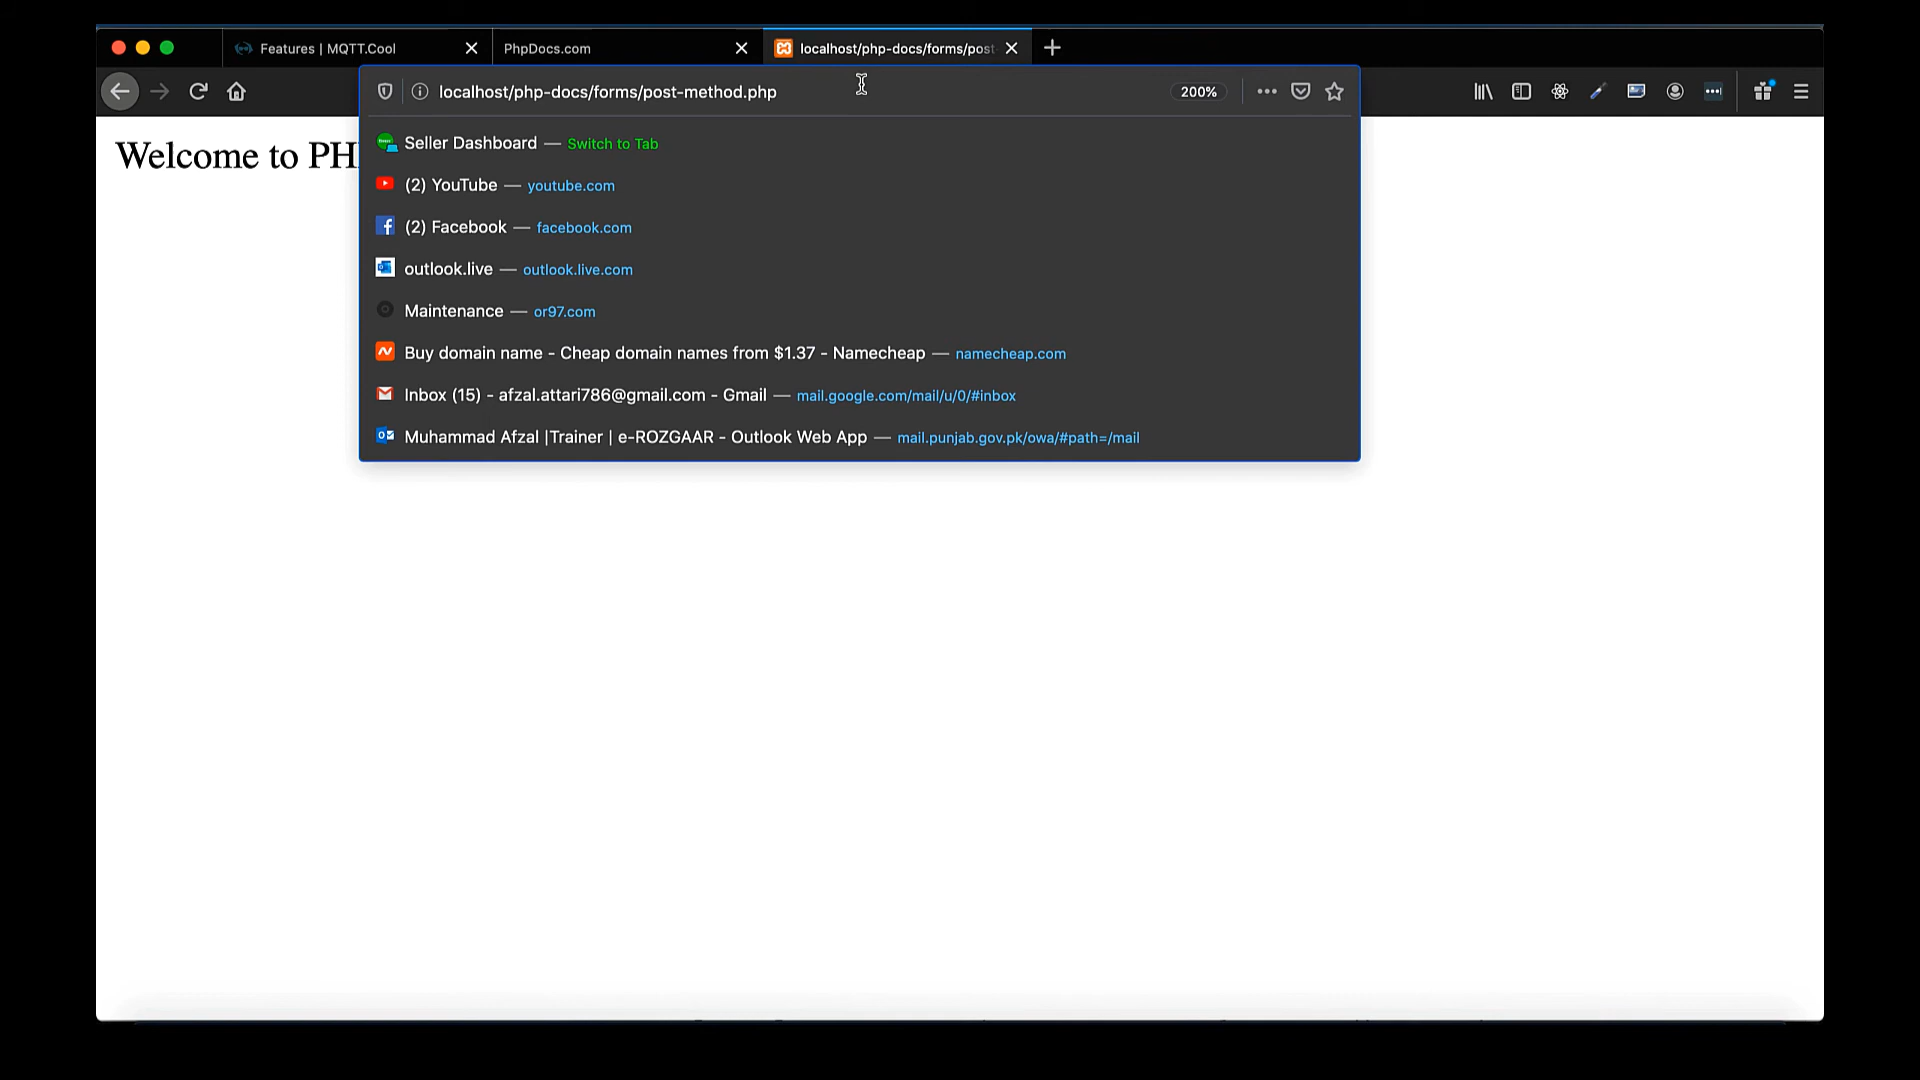 Features | MQTT.Cool
PhpDocs.com
localhost/php-docs/forms/post-
localhost/php-docs/forms/post-method.php
200%
Welcome to PH
Seller Dashboard — Switch to Tab
(2) YouTube — youtube.com
(2) Facebook — facebook.com
outlook.live — outlook.live.com
Maintenance — or97.com
Buy domain name - Cheap domain names from $1.37 - Namecheap — namecheap.com
Inbox (15) - afzal.attari786@gmail.com - Gmail — mail.google.com/mail/u/0/#inbox
Muhammad Afzal |Trainer | e-ROZGAAR - Outlook Web App — mail.punjab.gov.pk/owa/#path=/mail